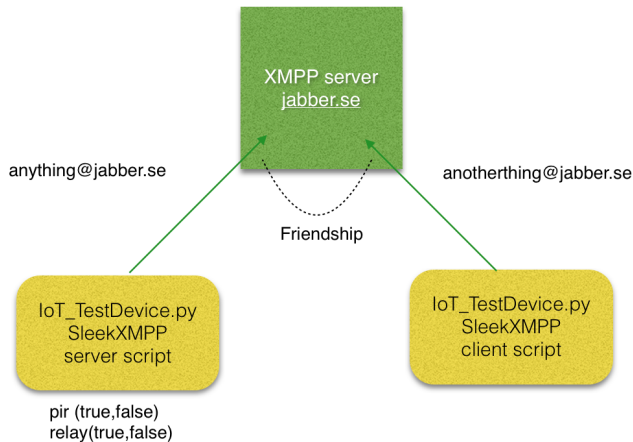 XMPP server
jabber.se
anything@jabber.se
anotherthing@jabber.se
Friendship
IoT_TestDevice.py
SleekXMPP
server script
IoT_TestDevice.py
SleekXMPP
client script
pir (true,false)
relay(true,false)